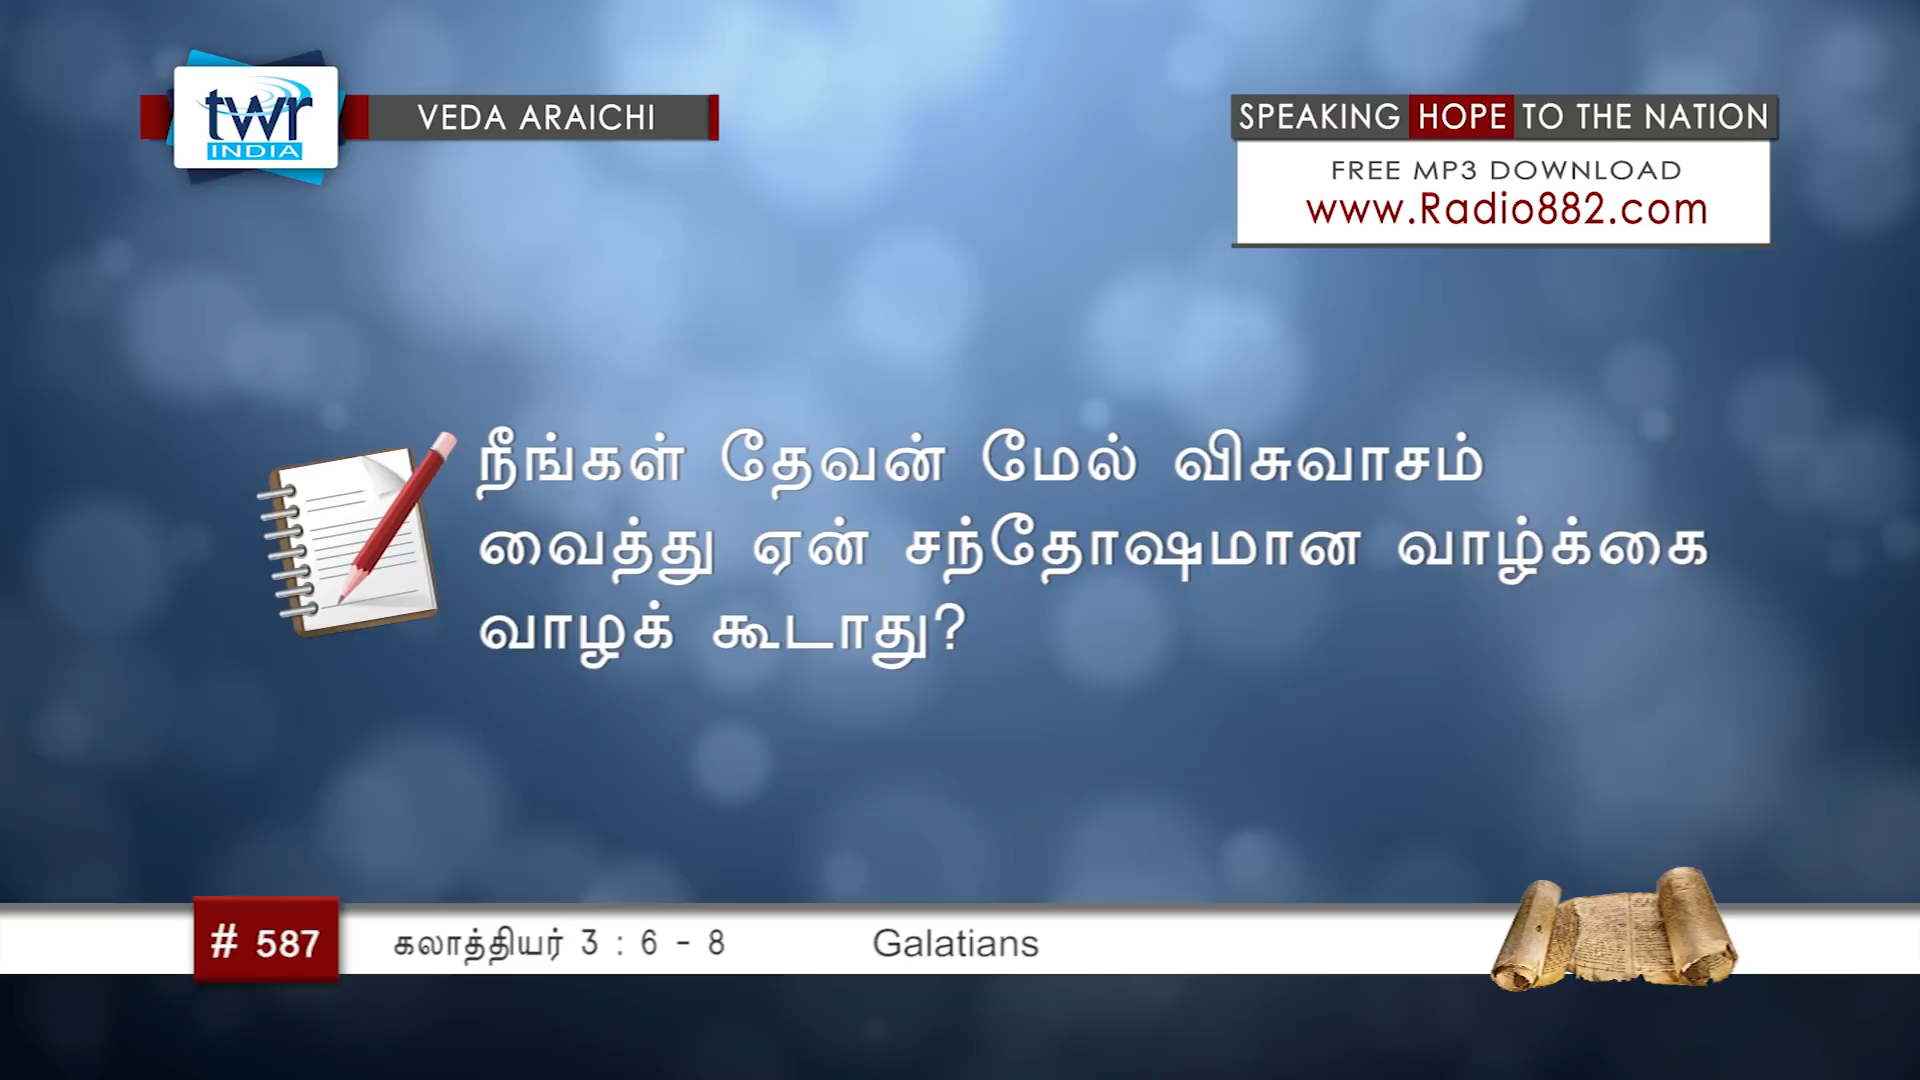 twr
INDIA
VEDA ARAICHI
SPEAKING HOPE TO THE NATION
FREE MP3 DOWNLOAD
www.Radio882.com
நீங்கள் தேவன் மேல் விசுவாசம்
வைத்து ஏன் சந்தோஷமான வாழ்க்கை
வாழக் கூடாது?
# 587
கலாத்தியர் 3 : 6 - 8
Galatians